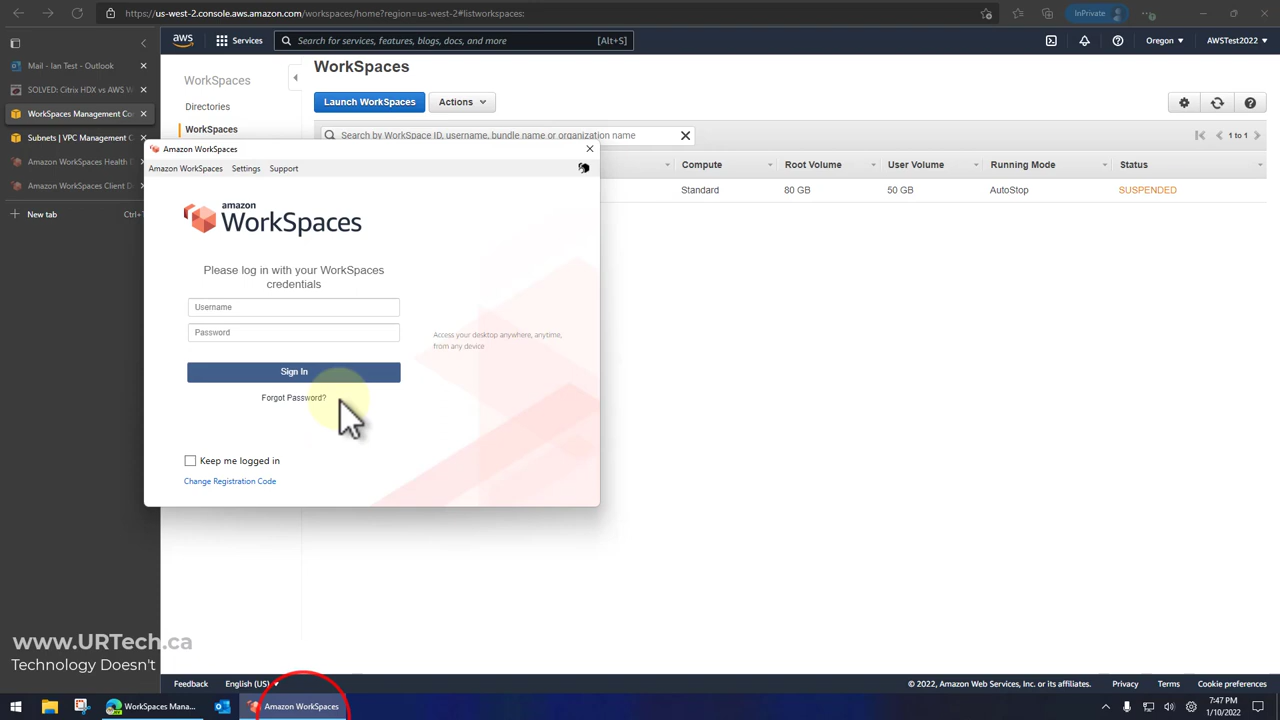 https://us-west-2.console.aws.amazon.com/workspaces/home?region=us-west-2#listworkspaces:
InPrivate
aws
Services
Search for services, features, blogs, docs, and more
[Alt+S]
Oregon
AWSTest2022
Mail - Ian Test - Outlook
SOLVED: Citrix HDX vs AWS Work
WorkSpaces Management Co
Subnets | VPC Management C
Amazon WorkSpaces Health D
Amazon WorkSpaces Client D
New tab
Ctrl+
WorkSpaces
Directories
WorkSpaces
WorkSpaces
Launch WorkSpaces
Actions
Search by WorkSpace ID, username, bundle name or organization name
1 to 1
Compute
Root Volume
User Volume
Running Mode
Status
Standard
80 GB
50 GB
AutoStop
SUSPENDED
Amazon WorkSpaces
Amazon WorkSpaces
Settings
Support
amazon
WorkSpaces
Please log in with your WorkSpaces
credentials
Username
Password
Sign In
Forgot Password?
Access your desktop anywhere, anytime,
from any device
Keep me logged in
Change Registration Code
www.URTech.ca
Technology Doesn't
Feedback
English (US)
© 2022, Amazon Web Services, Inc. or its affiliates.
Privacy
Terms
Cookie preferences
WorkSpaces Mana...
Amazon WorkSpaces
7:47 PM
1/10/2022